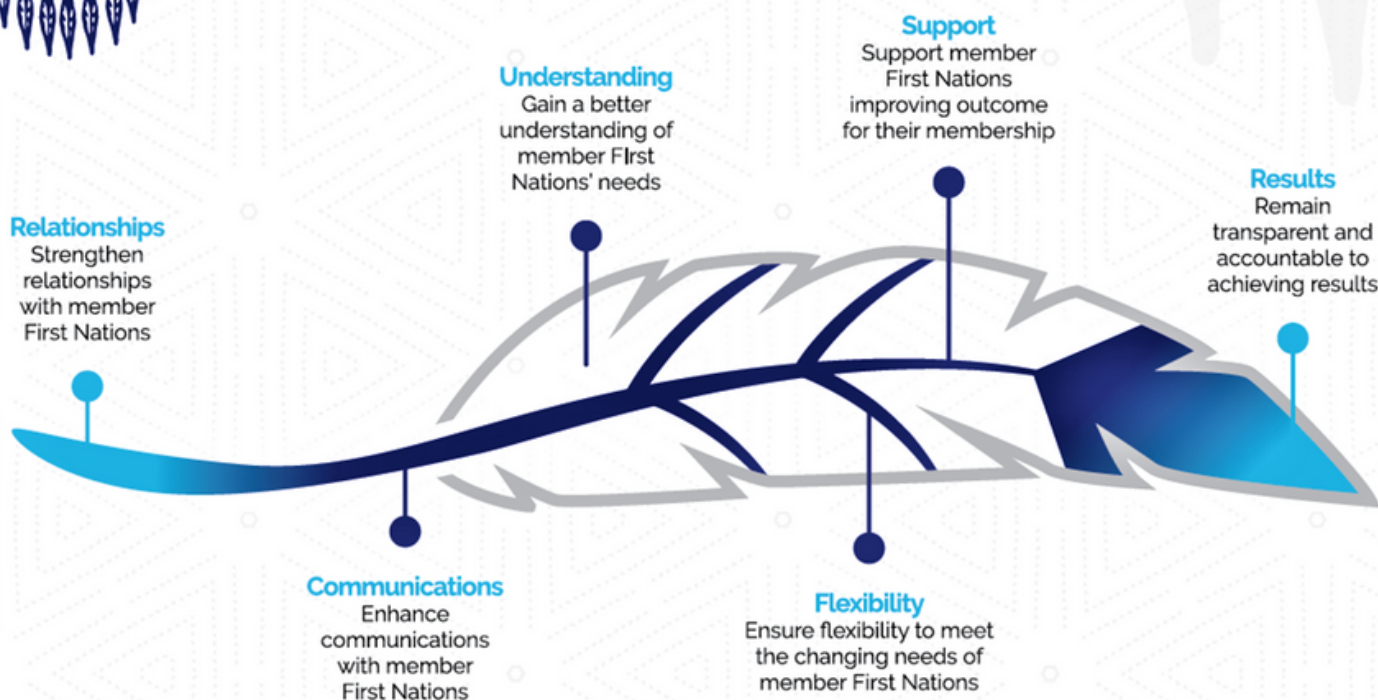 Relationships
Strengthen
relationships
with member
First Nations
Communications
Enhance
communications
with member
First Nations
Understanding
Gain a better
understanding of
member FIrst
Nations' needs
Flexibility
Ensure flexibility to meet
the changing needs of
member First Nations
Support
Support member
First Nations
improving outcome
for their membership
Results
Remain
transparent and
accountable to
achieving results